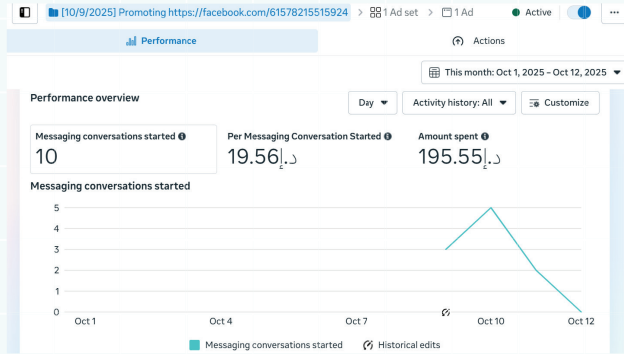 [10/9/2025] Promoting https://facebook.com/61578215515924 > 1 Ad set > 1 Ad Active ...
Performance Actions
This month: Oct 1, 2025 – Oct 12, 2025
Performance overview Day Activity history: All Customize
Messaging conversations started Per Messaging Conversation Started Amount spent
10 19.56د.إ. 195.55د.إ.
Messaging conversations started
5
4
3
2
1
0
Oct 1 Oct 4 Oct 7 Oct 10 Oct 12
Messaging conversations started Historical edits